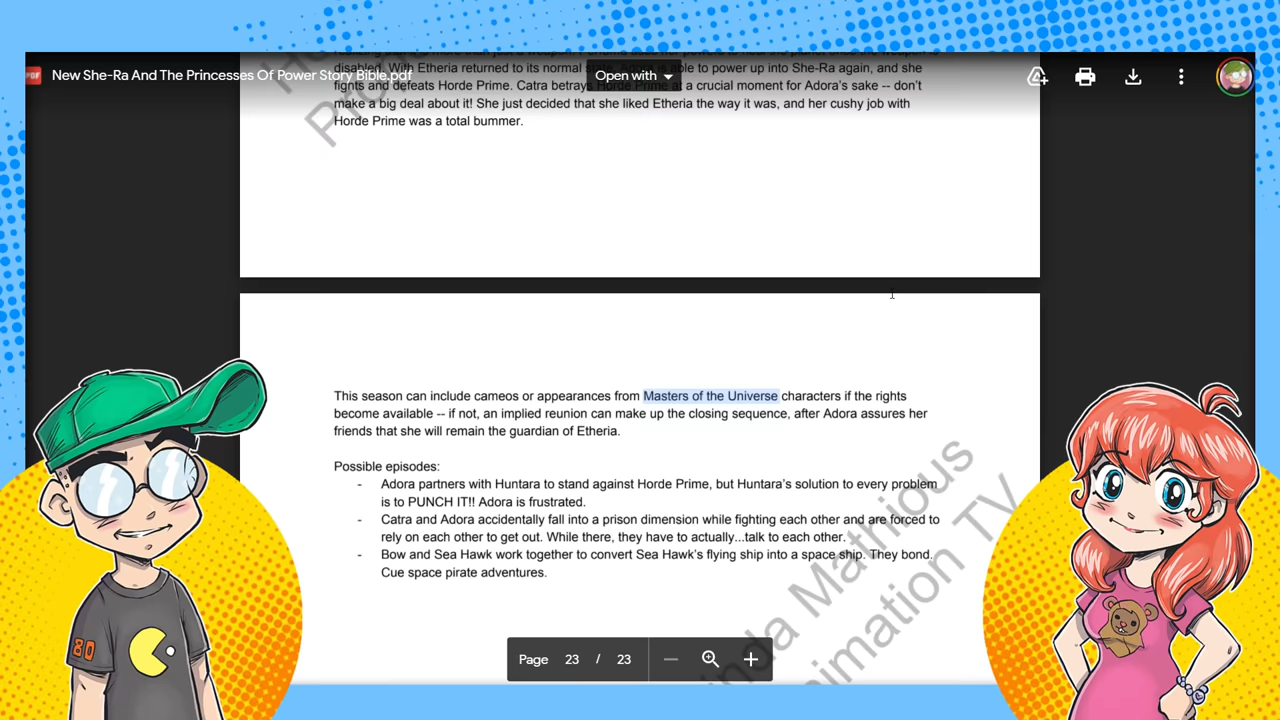 New She-Ra And The Princesses Of Power Story Bible.pdf
Open with
disabled. With Etheria returned to its normal state, Adora is able to power up into She-Ra again, and she
fights and defeats Horde Prime. Catra betrays Horde Prime at a crucial moment for Adora's sake -- don't
make a big deal about it! She just decided that she liked Etheria the way it was, and her cushy job with
Horde Prime was a total bummer.
This season can include cameos or appearances from Masters of the Universe characters if the rights
become available -- if not, an implied reunion can make up the closing sequence, after Adora assures her
friends that she will remain the guardian of Etheria.
Possible episodes:
- Adora partners with Huntara to stand against Horde Prime, but Huntara's solution to every problem
is to PUNCH IT!! Adora is frustrated.
- Catra and Adora accidentally fall into a prison dimension while fighting each other and are forced to
rely on each other to get out. While there, they have to actually...talk to each other.
- Bow and Sea Hawk work together to convert Sea Hawk's flying ship into a space ship. They bond.
Cue space pirate adventures.
Matrious
TV
80
Page 23 / 23